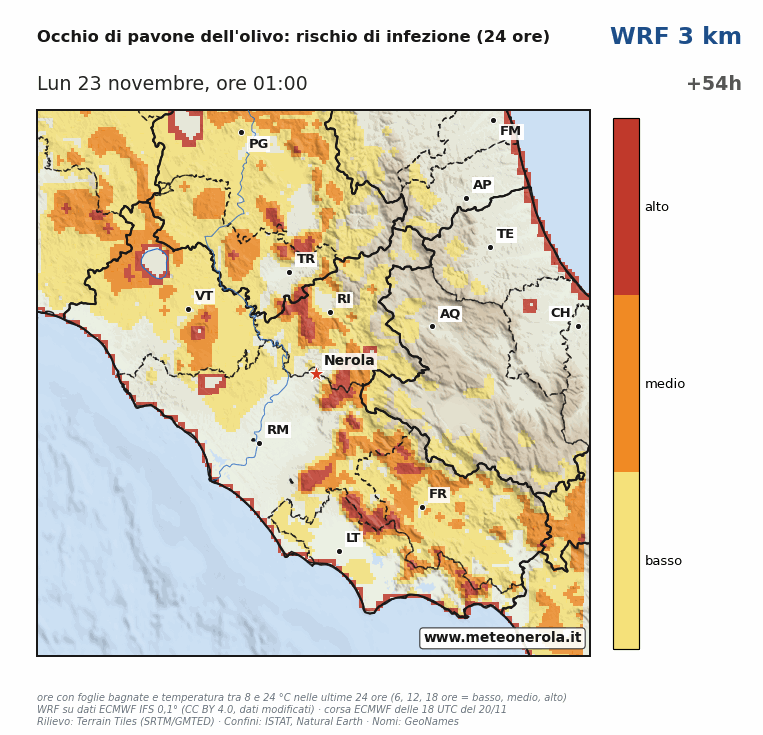 Occhio di pavone dell'olivo: rischio di infezione (24 ore)
WRF 3 km
Lun 23 novembre, ore 01:00
+54h
FM
PG
AP
TE
TR
VT
RI
AQ
CH
Nerola
RM
FR
LT
www.meteonerola.it
alto
medio
basso
ore con foglie bagnate e temperatura tra 8 e 24 °C nelle ultime 24 ore (6, 12, 18 ore = basso, medio, alto)
WRF su dati ECMWF IFS 0,1° (CC BY 4.0, dati modificati) · corsa ECMWF delle 18 UTC del 20/11
Rilievo: Terrain Tiles (SRTM/GMTED) · Confini: ISTAT, Natural Earth · Nomi: GeoNames